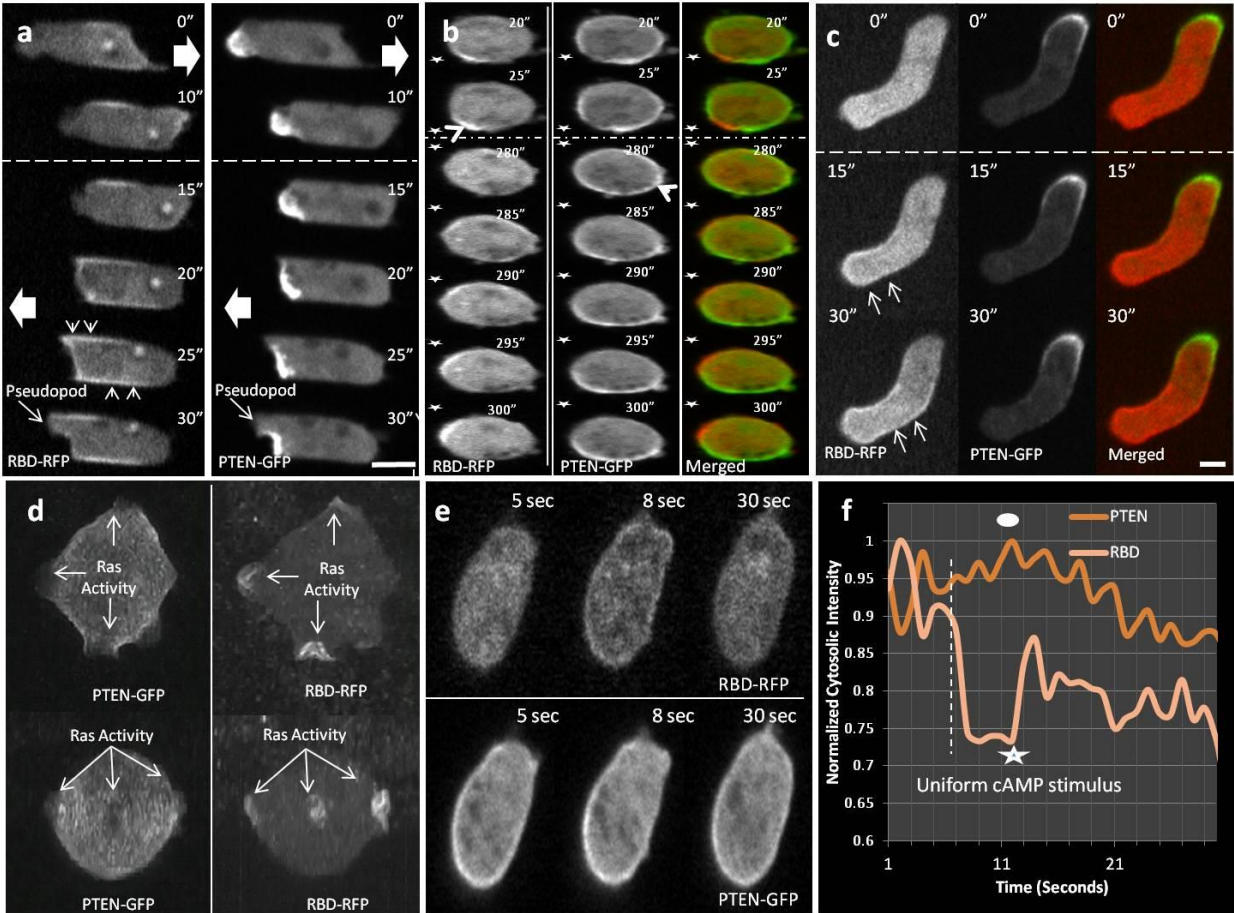 a
0”
10”
15”
20”
25”
Pseudopod
30”
RBD-RFP
0”
10”
15”
20”
25”
Pseudopod
30”
PTEN-GFP
b
20”
25”
280”
285”
290”
295”
300”
RBD-RFP
20”
25”
280”
285”
290”
295”
300”
PTEN-GFP
20”
25”
280”
285”
290”
295”
300”
Merged
c
0”
0”
0”
15”
15”
15”
30”
30”
30”
RBD-RFP
PTEN-GFP
Merged
d
Ras
Activity
PTEN-GFP
Ras
Activity
RBD-RFP
Ras Activity
PTEN-GFP
Ras Activity
RBD-RFP
e
5 sec
8 sec
30 sec
RBD-RFP
5 sec
8 sec
30 sec
PTEN-GFP
f
PTEN
RBD
Normalized Cytosolic Intensity
1
0.95
0.9
0.85
0.8
0.75
0.7
0.65
0.6
Uniform cAMP stimulus
1
11
21
Time (Seconds)